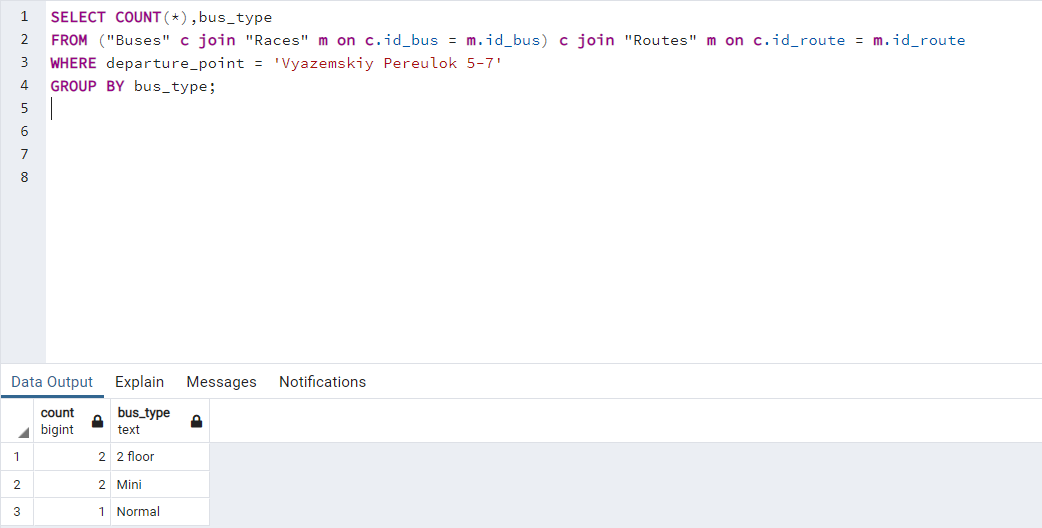 1 SELECT COUNT(*),bus_type
2 FROM ("Buses" c join "Races" m on c.id_bus = m.id_bus) c join "Routes" m on c.id_route = m.id_route
3 WHERE departure_point = 'Vyazemskiy Pereulok 5-7'
4 GROUP BY bus_type;
5
6
7
8
Data Output Explain Messages Notifications
count bus_type
bigint text
1 2 2 floor
2 2 Mini
3 1 Normal